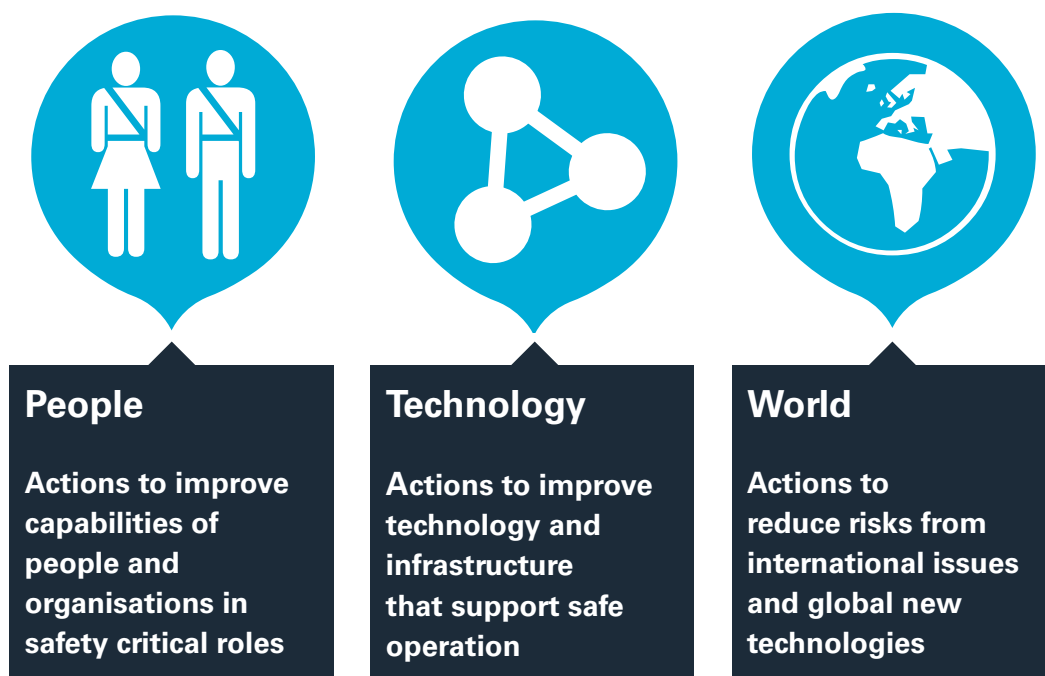 People
Actions to improve
capabilities of
people and
organisations in
safety critical roles
Technology
Actions to improve
technology and
infrastructure
that support safe
operation
World
Actions to
reduce risks from
international issues
and global new
technologies